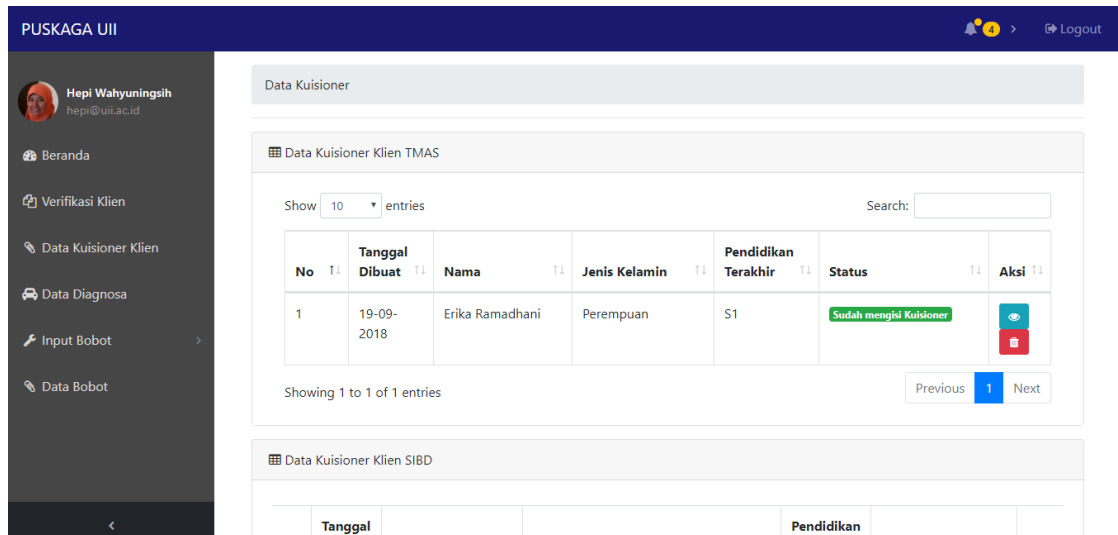 PUSKAGA UII
4
Logout
Hepi Wahyuningsih
hepi@uii.ac.id
Beranda
Verifikasi Klien
Data Kuisioner Klien
Data Diagnosa
Input Bobot
Data Bobot
Data Kuisioner
Data Kuisioner Klien TMAS
Show 10 entries
Search:
No Tanggal Dibuat Nama Jenis Kelamin Pendidikan Terakhir Status Aksi
1 19-09-2018 Erika Ramadhani Perempuan S1 Sudah mengisi Kuisioner
Showing 1 to 1 of 1 entries
Previous 1 Next
Data Kuisioner Klien SIBD
Tanggal Pendidikan